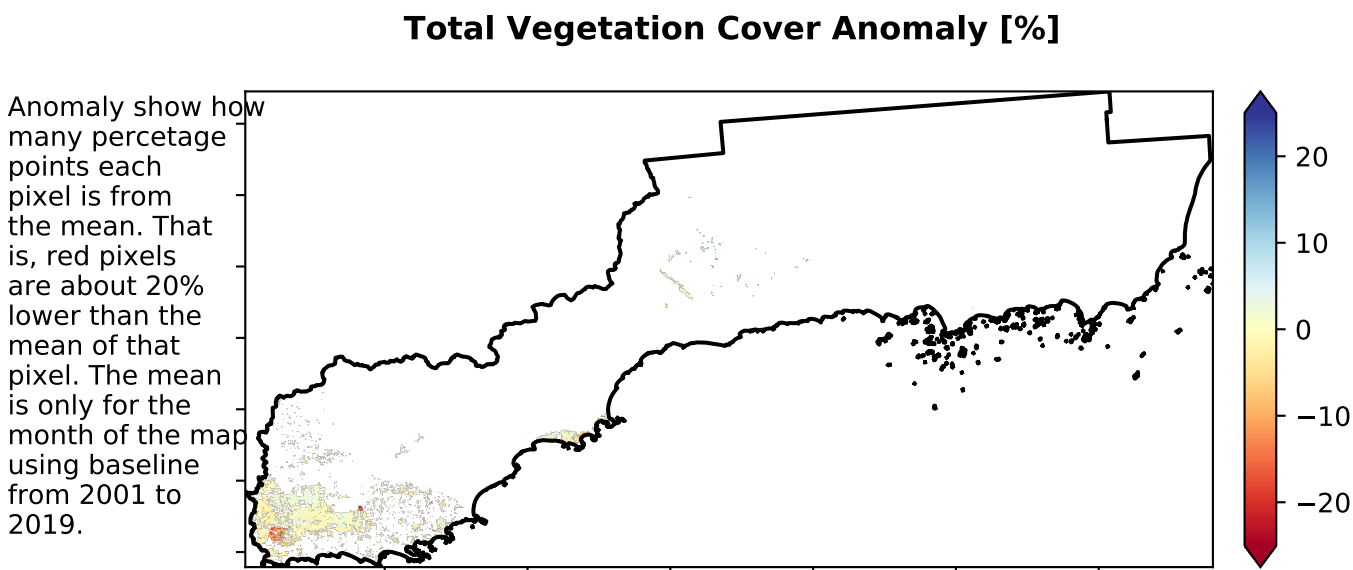 Total Vegetation Cover Anomaly [%]
Anomaly show how
many percetage
points each
pixel is from
the mean. That
is, red pixels
are about 20%
lower than the
mean of that
pixel. The mean
is only for the
month of the map
using baseline
from 2001 to
2019.
20
10
0
−10
−20